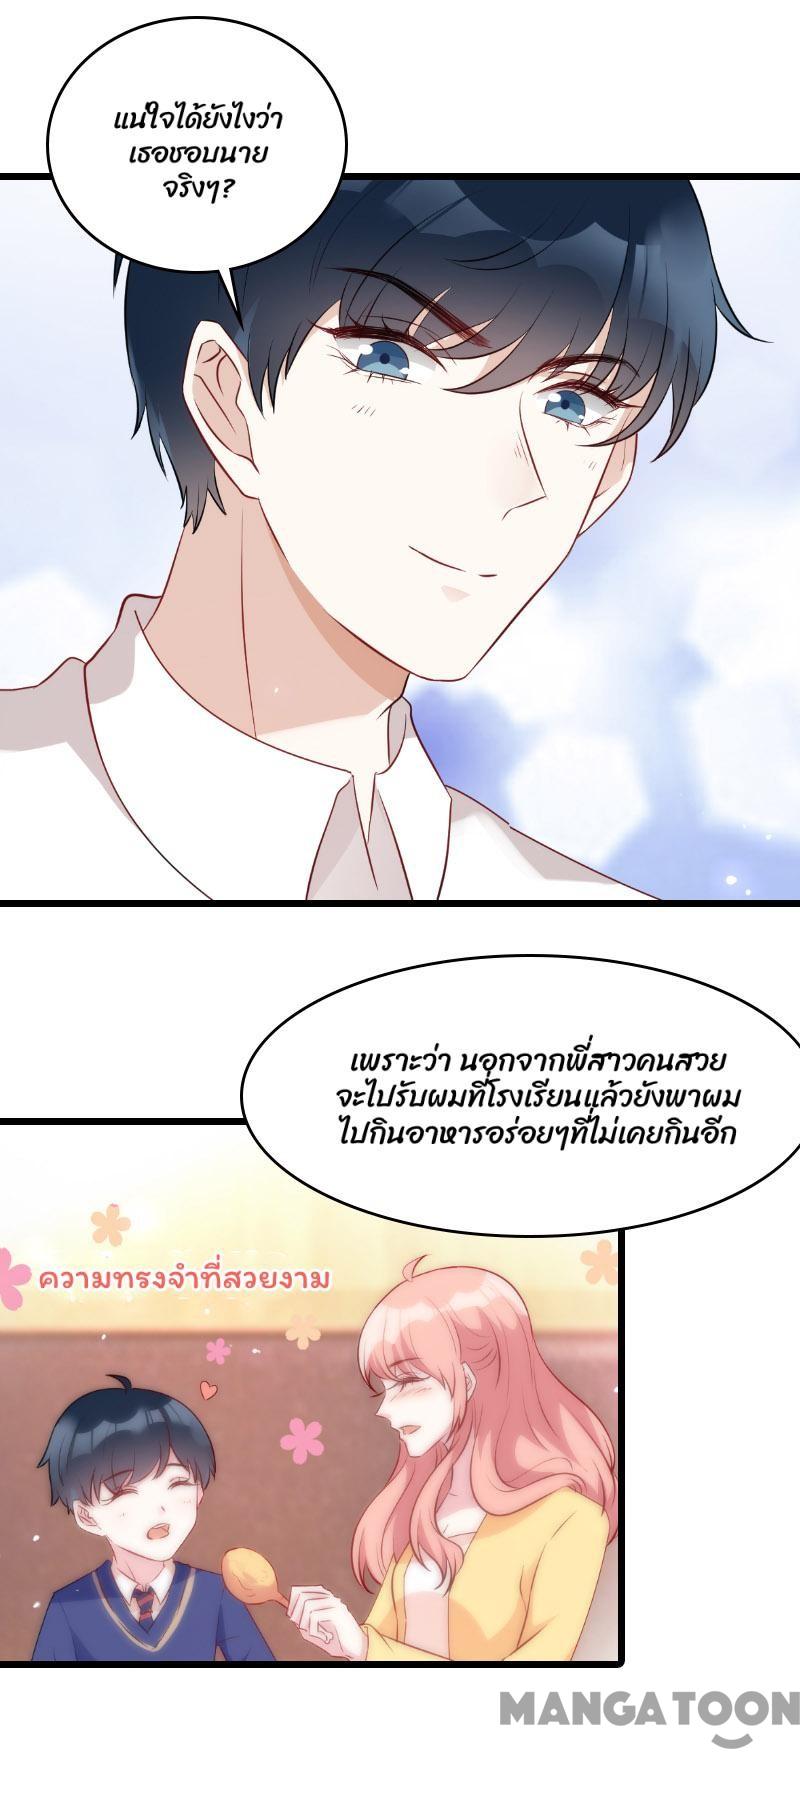 แน่ใจได้ยังไงว่า
เธอชอบนาย
จริงๆ?
เพราะว่า นอกจากพี่สาวคนสวย
จะไปรับผมที่โรงเรียนแล้วยังพาผม
ไปกินอาหารอร่อยๆที่ไม่เคยกินอีก
ความทรงจำที่สวยงาม
MANGATOON